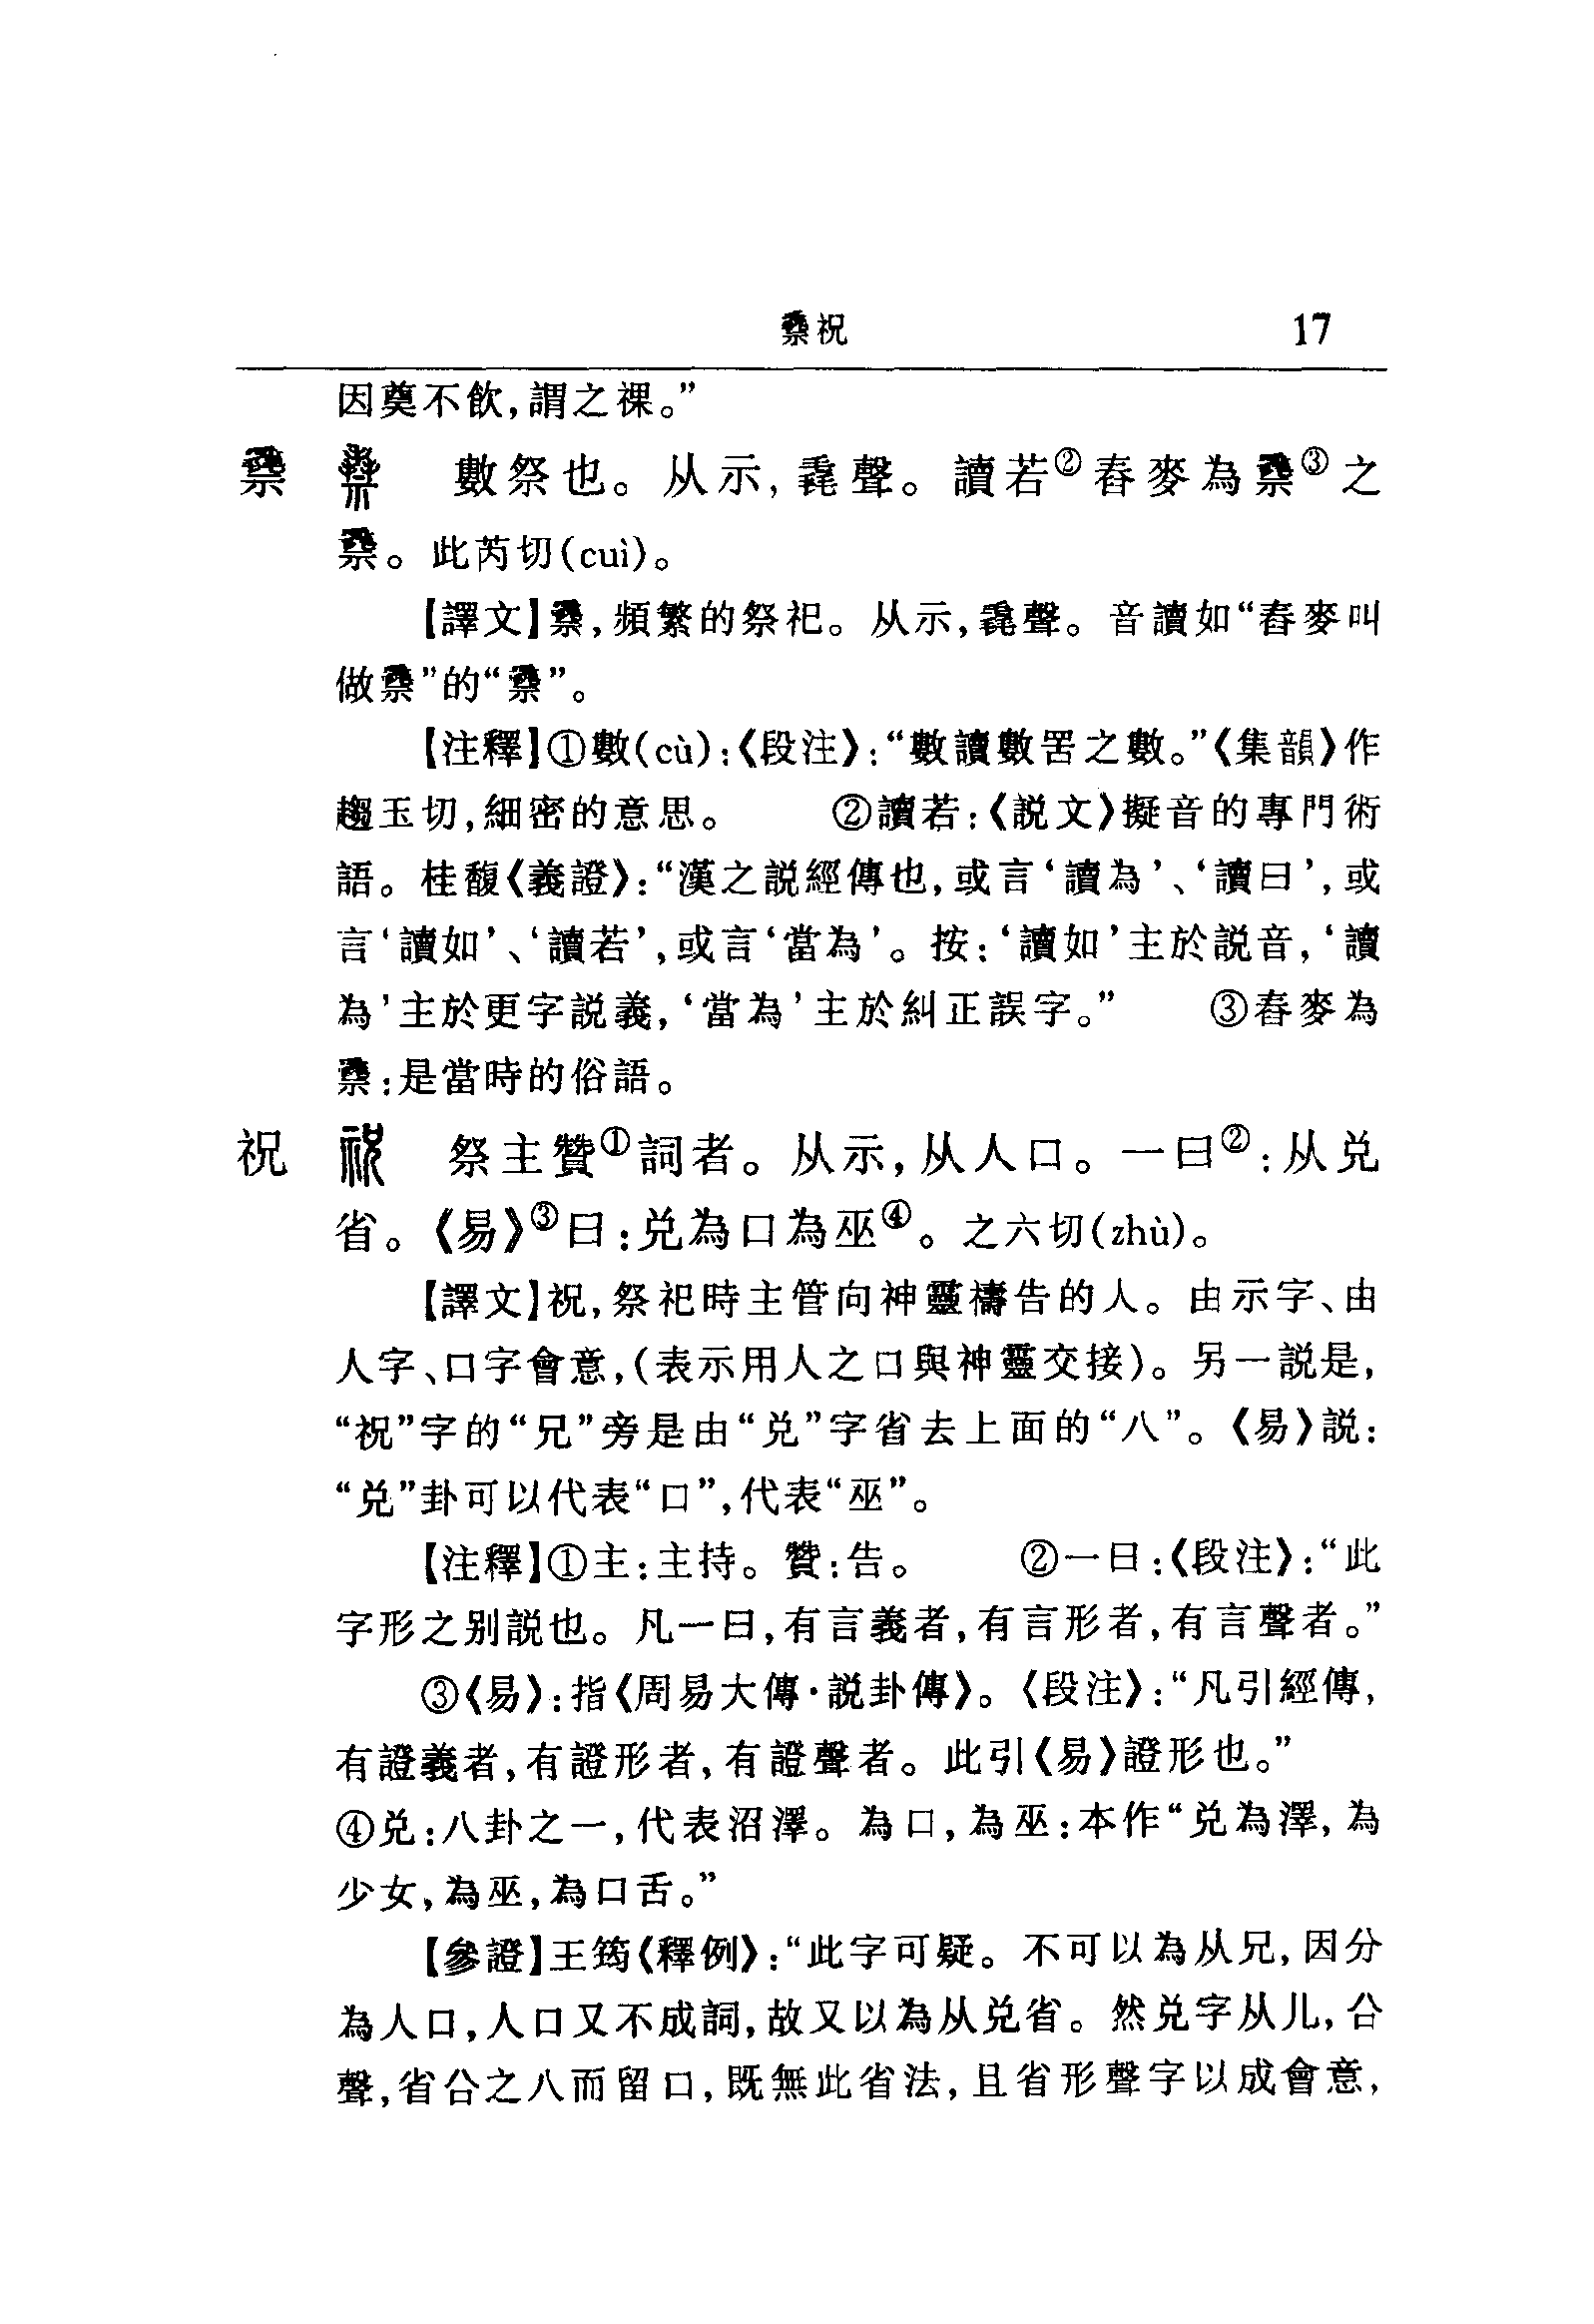 𥜻祝 17
因奠不飲，謂之祼。”
𥜻 數祭也。从示，毳聲。讀若②舂麥為𥜻③之
𥜻。此芮切(cuì)。
【譯文】𥜻，頻繁的祭祀。从示，毳聲。音讀如“舂麥叫
做𥜻”的“𥜻”。
【注釋】①數(cù)：《段注》：“數讀數罟之數。”《集韻》作
趨玉切，細密的意思。 ②讀若：《説文》擬音的專門術
語。桂馥《義證》：“漢之説經傳也，或言‘讀為’、‘讀曰’，或
言‘讀如’、‘讀若’，或言‘當為’。按：‘讀如’主於説音，‘讀
為’主於更字説義，‘當為’主於糾正誤字。” ③舂麥為
𥜻：是當時的俗語。
祝 祭主贊①詞者。从示，从人口。一曰②：从兑
省。《易》③曰：兑為口為巫④。之六切(zhù)。
【譯文】祝，祭祀時主管向神靈禱告的人。由示字、由
人字、口字會意，(表示用人之口與神靈交接)。另一説是，
“祝”字的“兄”旁是由“兑”字省去上面的“八”。《易》説：
“兑”卦可以代表“口”，代表“巫”。
【注釋】①主：主持。贊：告。 ②一曰：《段注》：“此
字形之别説也。凡一曰，有言義者，有言形者，有言聲者。”
③《易》：指《周易大傳·説卦傳》。《段注》：“凡引經傳，
有證義者，有證形者，有證聲者。此引《易》證形也。”
④兑：八卦之一，代表沼澤。為口，為巫：本作“兑為澤，為
少女，為巫，為口舌。”
【參證】王筠《釋例》：“此字可疑。不可以為从兄，因分
為人口，人口又不成詞，故又以為从兑省。然兑字从儿，㕣
聲，省㕣之八而留口，既無此省法，且省形聲字以成會意，